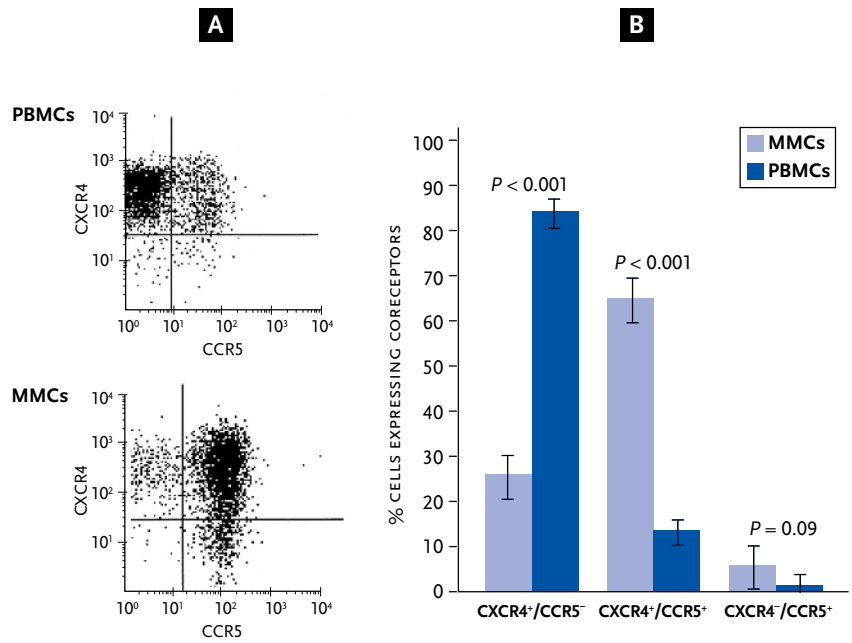 A
B
PBMCs
CXCR4
10⁴
10³
10²
10¹
10⁰ 10¹ 10² 10³ 10⁴
CCR5
MMCs
CXCR4
10⁴
10³
10²
10¹
10⁰ 10¹ 10² 10³ 10⁴
CCR5
% CELLS EXPRESSING CORECEPTORS
100
90
80
70
60
50
40
30
20
10
0
MMCs
PBMCs
P < 0.001
P < 0.001
P = 0.09
CXCR4⁺/CCR5⁻ CXCR4⁺/CCR5⁺ CXCR4⁻/CCR5⁺